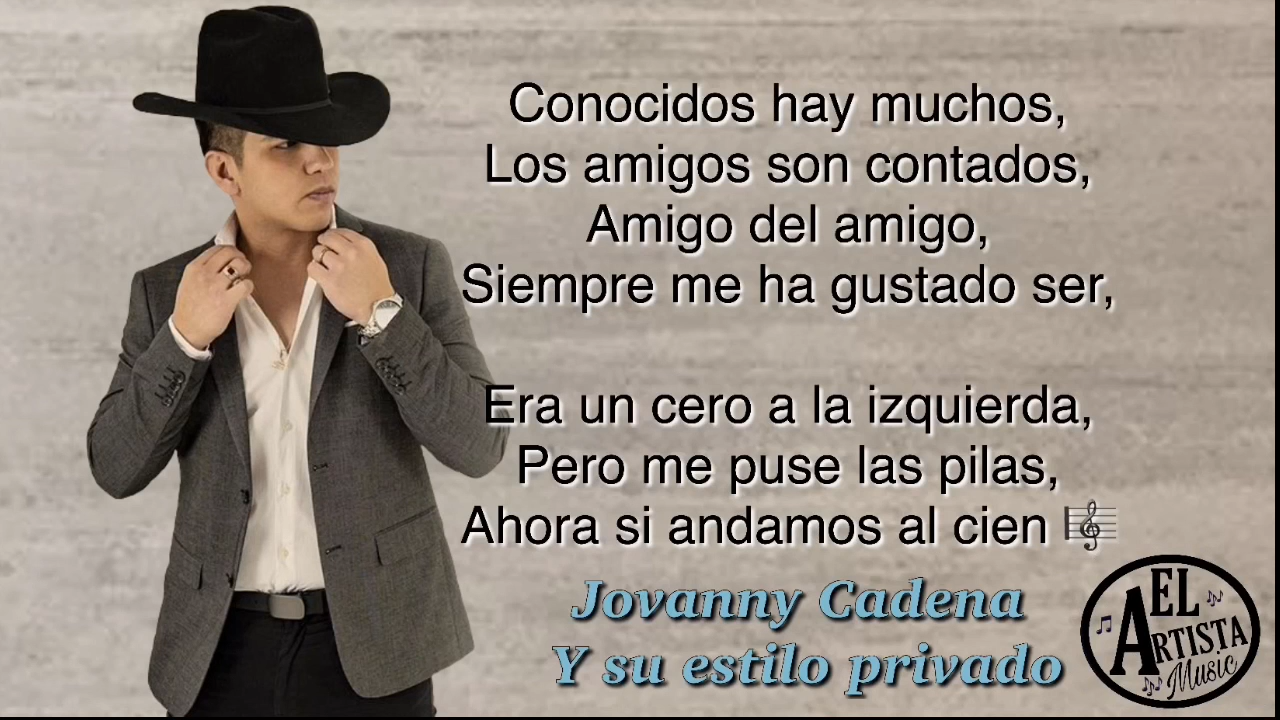 Conocidos hay muchos,
Los amigos son contados,
Amigo del amigo,
Siempre me ha gustado ser,
Era un cero a la izquierda,
Pero me puse las pilas,
Ahora si andamos al cien
Jovanny Cadena
Y su estilo privado
EL
ARTISTA
Music